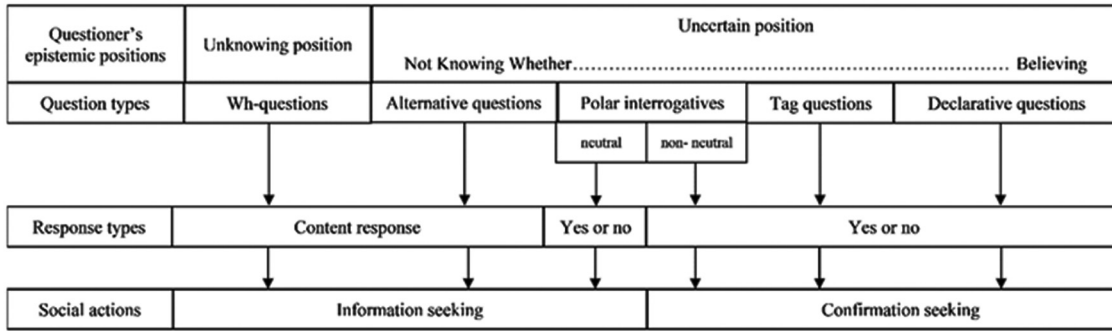 Questioner's
epistemic positions
Unknowing position
Uncertain position
Not Knowing Whether.......................................................................... Believing
Question types
Wh-questions
Alternative questions
Polar interrogatives
Tag questions
Declarative questions
neutral
non- neutral
Response types
Content response
Yes or no
Yes or no
Social actions
Information seeking
Confirmation seeking